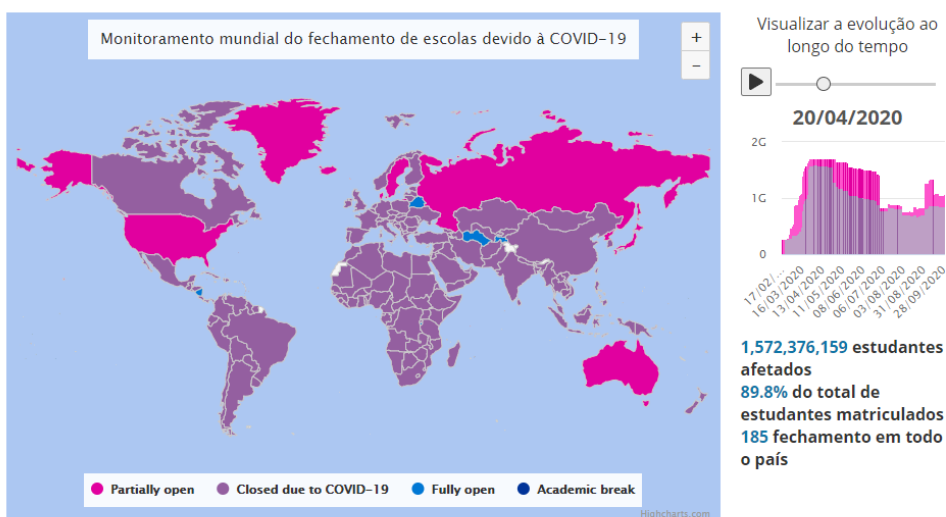 Monitoramento mundial do fechamento de escolas devido à COVID-19
+
−
Partially open
Closed due to COVID-19
Fully open
Academic break
Highcharts.com
Visualizar a evolução ao
longo do tempo
20/04/2020
2G
1G
0
17/02/...
16/03/2020
13/04/2020
11/05/2020
08/06/2020
06/07/2020
03/08/2020
31/08/2020
28/09/2020
1,572,376,159 estudantes
afetados
89.8% do total de
estudantes matriculados
185 fechamento em todo
o país